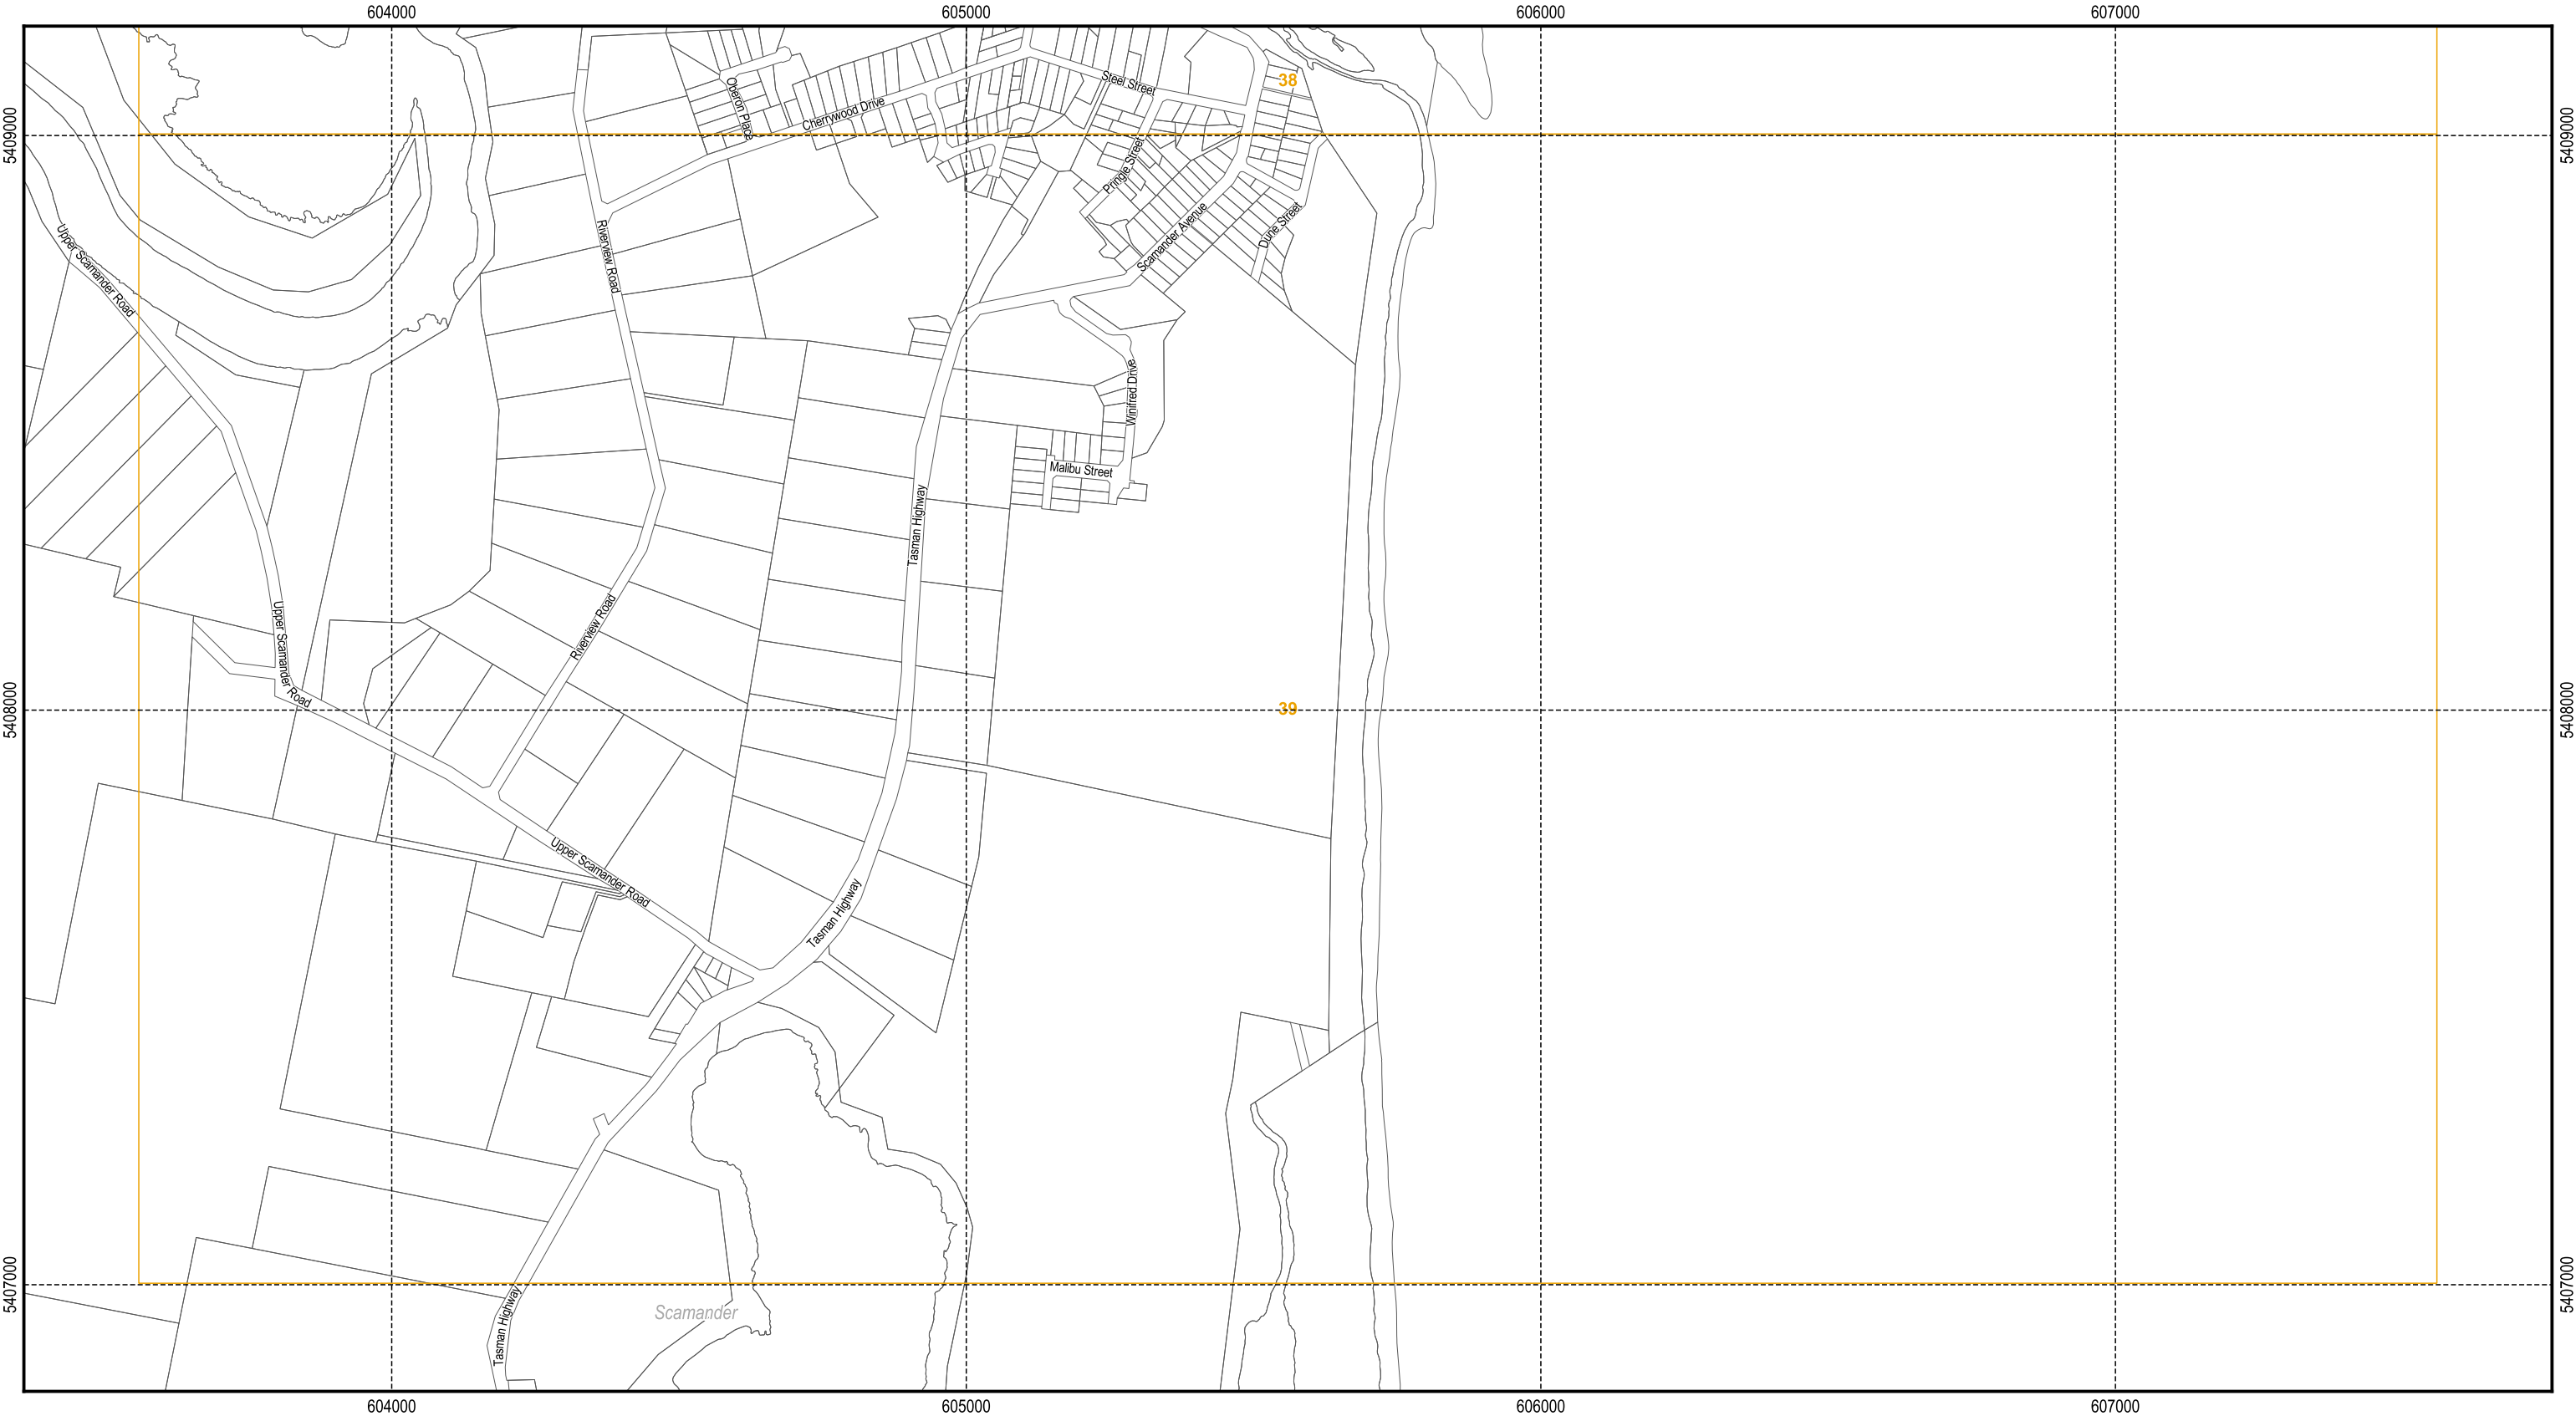 604000
605000
606000
607000
38
Steel Street
Oberon Place
Cherrywood Drive
5409000
5409000
Pringle Street
Scamander Avenue
Dune Street
Upper Scamander Road
Riverview Road
Winifred Drive
Malibu Street
Tasman Highway
Riverview Road
Upper Scamander Road
5408000
39
5408000
Upper Scamander Road
Tasman Highway
5407000
5407000
Scamander
Tasman Highway
604000
605000
606000
607000